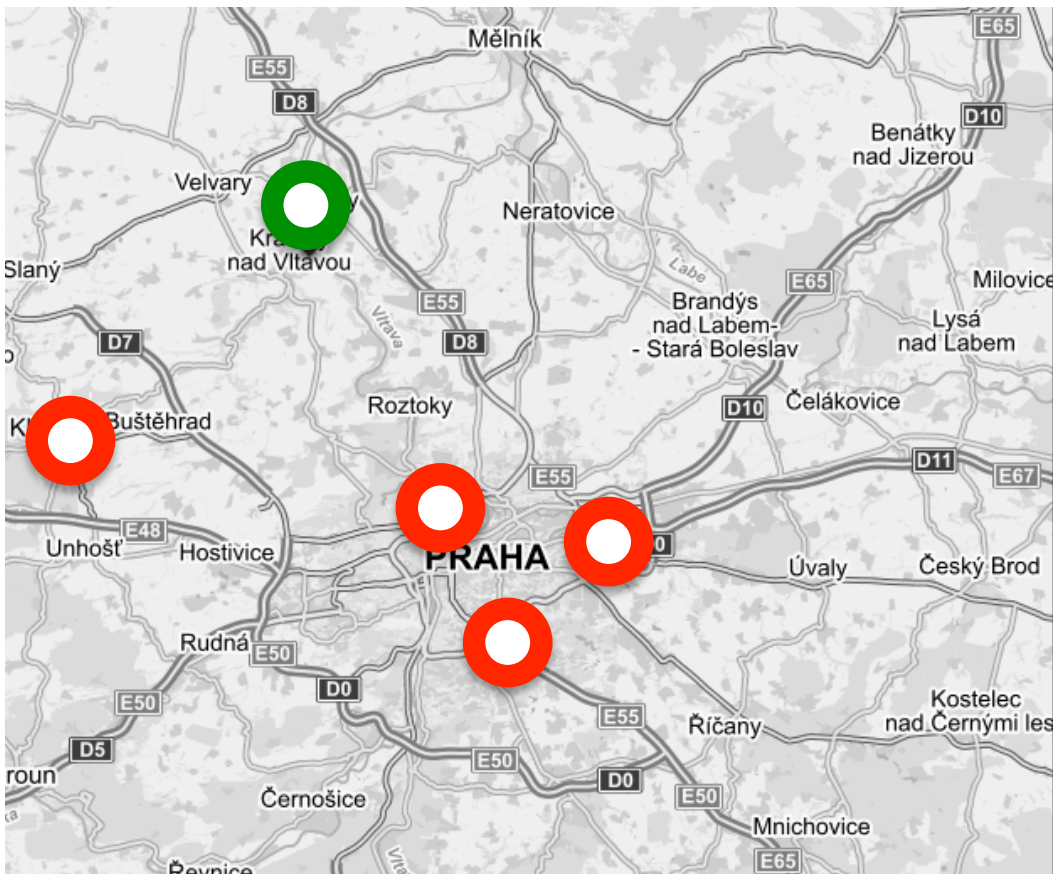 E65
Mělník
E55
D8
D10
Benátky
nad Jizerou
Velvary
Neratovice
nad Vltavou
Slaný
Labe
E65
Milovice
Brandýs
nad Labem-
- Stará Boleslav
E55
Vltava
Lysá
nad Labem
D7
D8
Roztoky
Čelákovice
D10
Buštěhrad
D11
E67
E55
E48
Unhošť
Hostivice
PRAHA
Úvaly
Český Brod
Rudná
E50
D0
E50
Kostelec
nad Černými les
E55
Říčany
D5
E50
D0
E50
Černošice
Mnichovice
E65
Řevnice